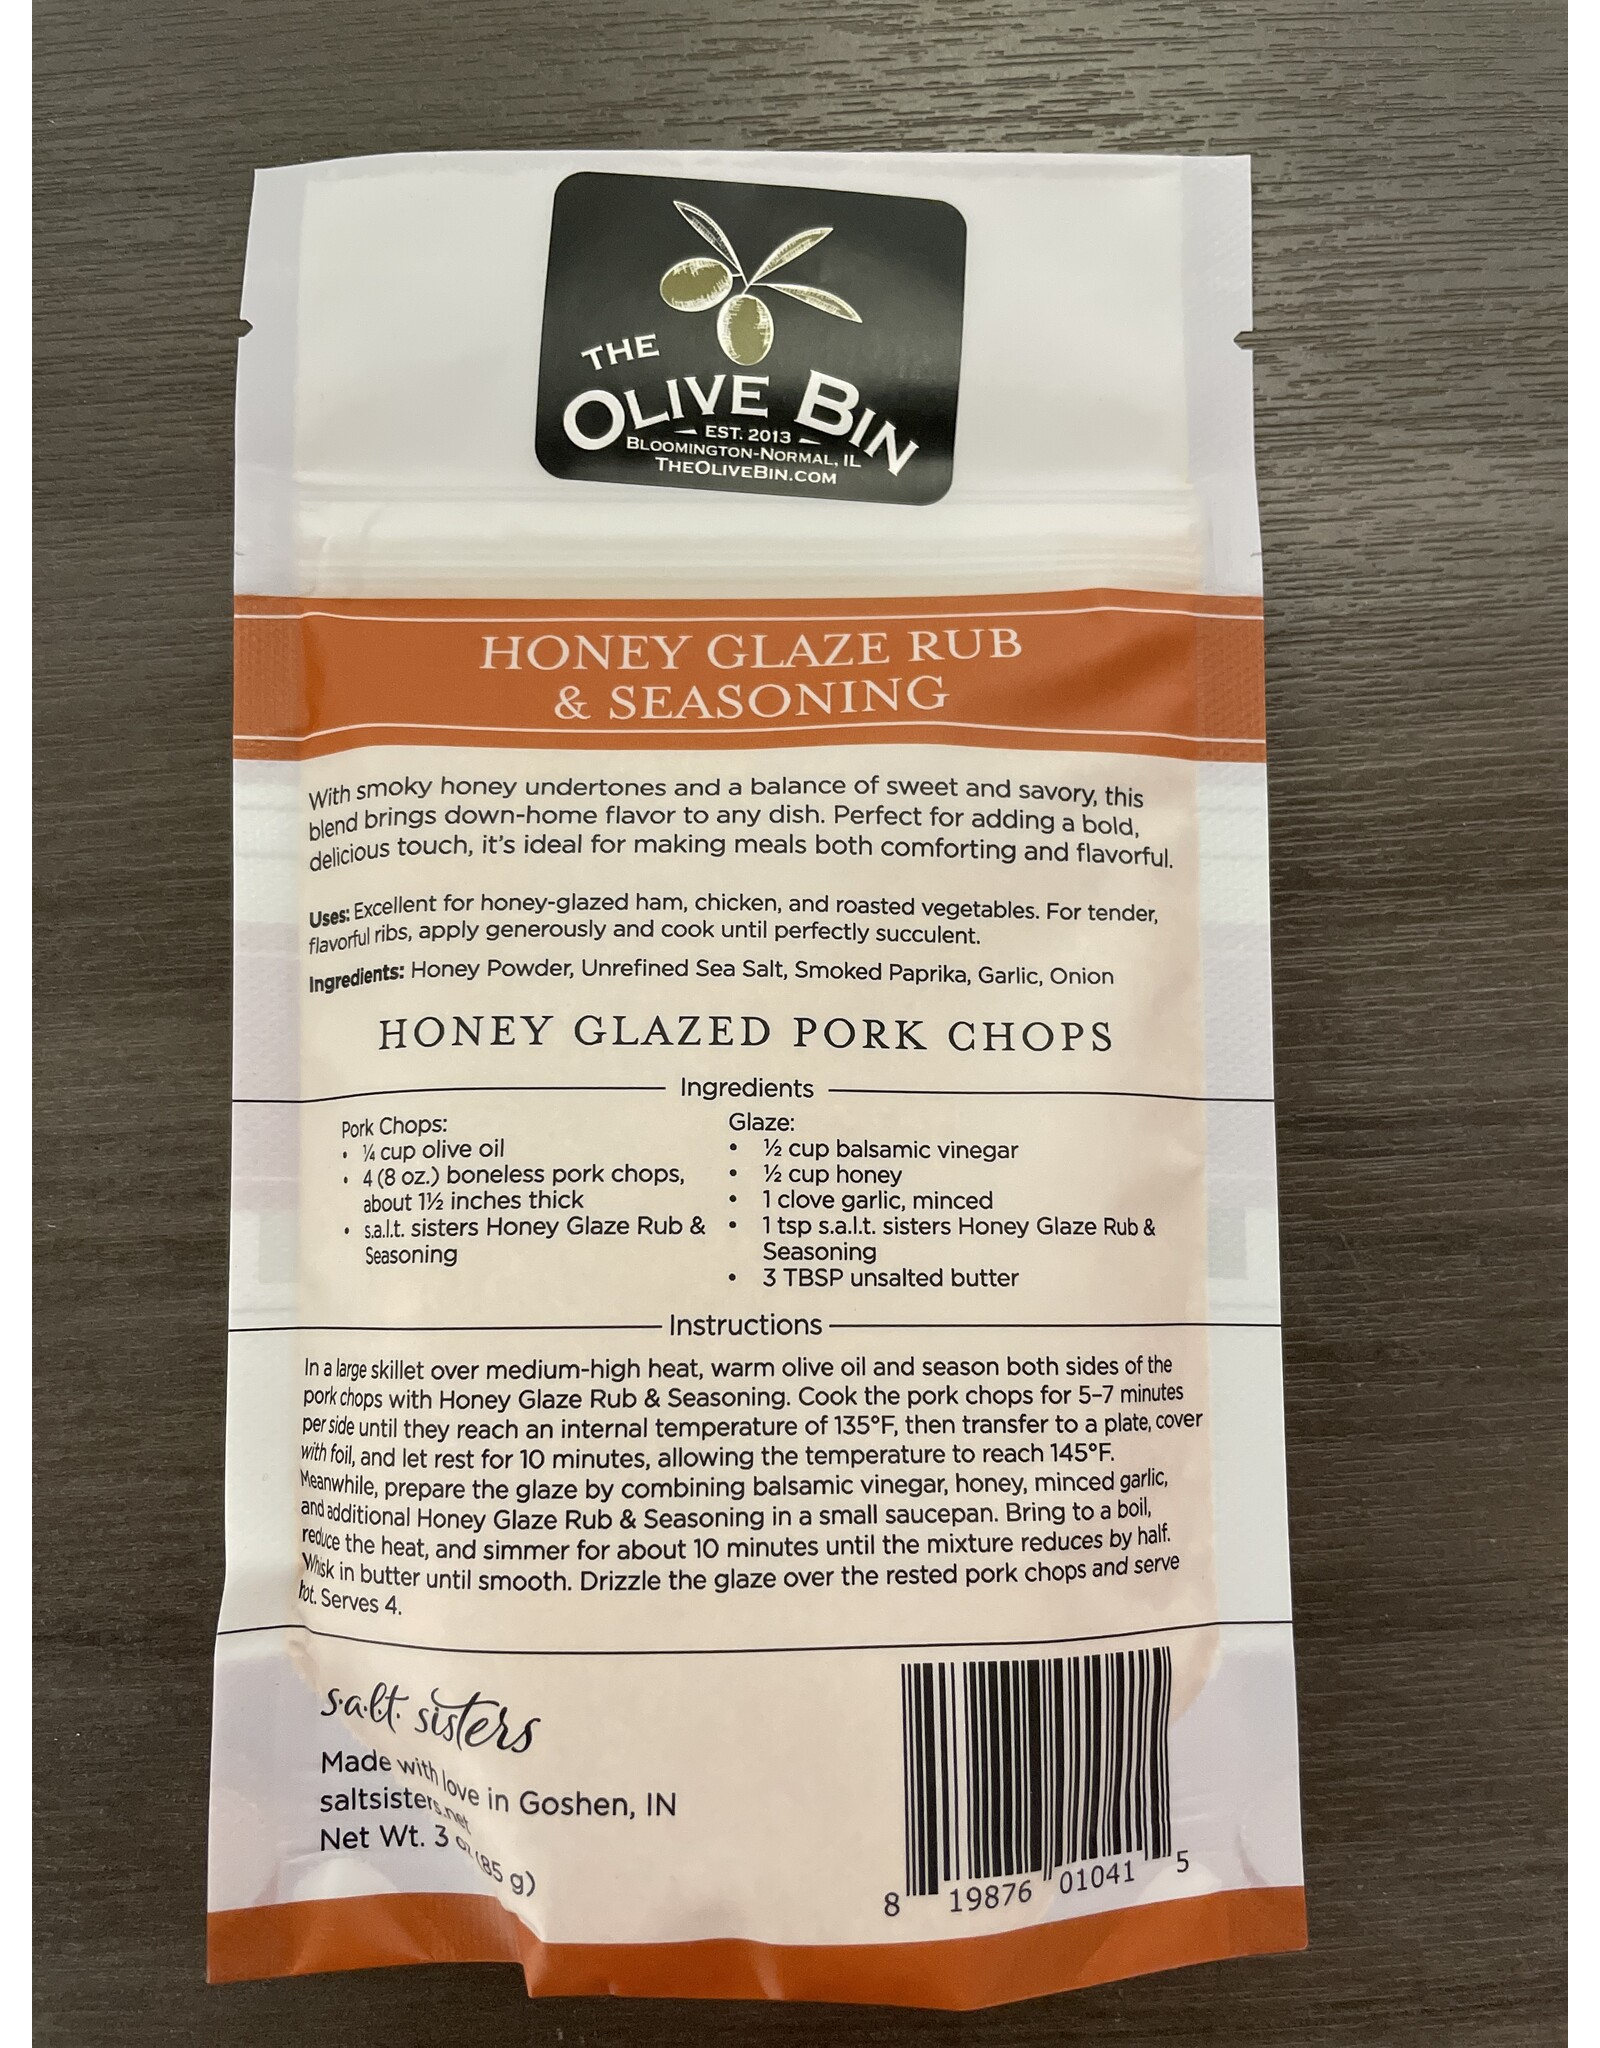 THE
OLIVE BIN
EST. 2013
BLOOMINGTON-NORMAL, IL
THEOLIVEBIN.COM
HONEY GLAZE RUB
& SEASONING
With smoky honey undertones and a balance of sweet and savory, this
blend brings down-home flavor to any dish. Perfect for adding a bold,
delicious touch, it's ideal for making meals both comforting and flavorful.
Uses: Excellent for honey-glazed ham, chicken, and roasted vegetables. For tender,
flavorful ribs, apply generously and cook until perfectly succulent.
Ingredients: Honey Powder, Unrefined Sea Salt, Smoked Paprika, Garlic, Onion
HONEY GLAZED PORK CHOPS
Ingredients
Pork Chops:
• ¼ cup olive oil
• 4 (8 oz.) boneless pork chops,
about 1½ inches thick
• s.a.l.t. sisters Honey Glaze Rub &
Seasoning
Glaze:
• ½ cup balsamic vinegar
• ½ cup honey
• 1 clove garlic, minced
• 1 tsp s.a.l.t. sisters Honey Glaze Rub &
Seasoning
• 3 TBSP unsalted butter
Instructions
In a large skillet over medium-high heat, warm olive oil and season both sides of the
pork chops with Honey Glaze Rub & Seasoning. Cook the pork chops for 5-7 minutes
per side until they reach an internal temperature of 135°F, then transfer to a plate, cover
with foil, and let rest for 10 minutes, allowing the temperature to reach 145°F.
Meanwhile, prepare the glaze by combining balsamic vinegar, honey, minced garlic,
and additional Honey Glaze Rub & Seasoning in a small saucepan. Bring to a boil,
reduce the heat, and simmer for about 10 minutes until the mixture reduces by half.
Whisk in butter until smooth. Drizzle the glaze over the rested pork chops and serve
hot. Serves 4.
s.a.l.t. sisters
Made with love in Goshen, IN
saltsisters.net
Net Wt. 3 oz (85 g)
8 19876 01041 5